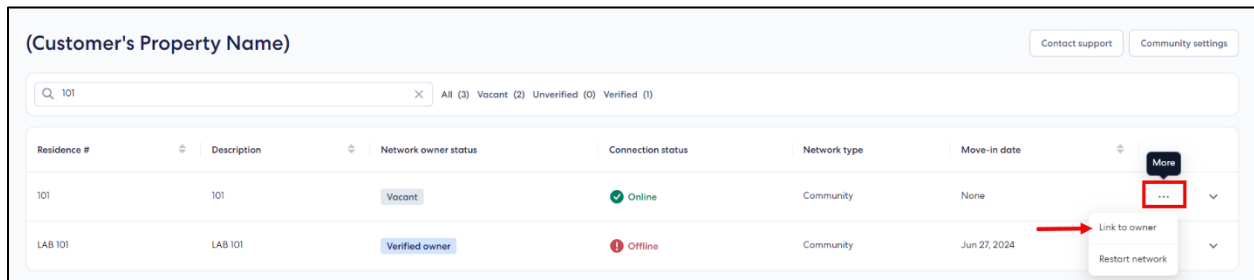 (Customer's Property Name)
Contact support
Community settings
101
All (3) Vacant (2) Unverified (0) Verified (1)
Residence # Description Network owner status Connection status Network type Move-in date
More
101 101 Vacant Online Community None ...
Link to owner
LAB 101 LAB 101 Verified owner Offline Community Jun 27, 2024
Restart network